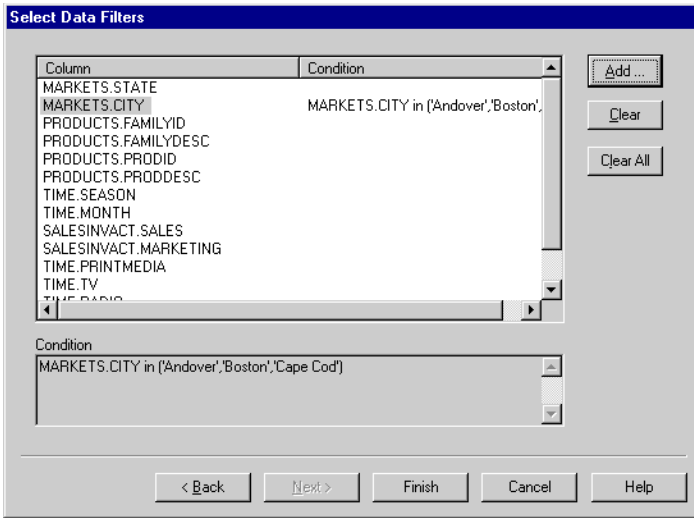 Select Data Filters
Column Condition
Add ...
MARKETS.STATE
MARKETS.CITY MARKETS.CITY in ('Andover','Boston',
Clear
PRODUCTS.FAMILYID
PRODUCTS.FAMILYDESC
PRODUCTS.PRODID
Clear All
PRODUCTS.PRODDESC
TIME.SEASON
TIME.MONTH
SALESINVACT.SALES
SALESINVACT.MARKETING
TIME.PRINTMEDIA
TIME.TV
TIME.RADIO
Condition
MARKETS.CITY in ('Andover','Boston','Cape Cod')
< Back Next > Finish Cancel Help